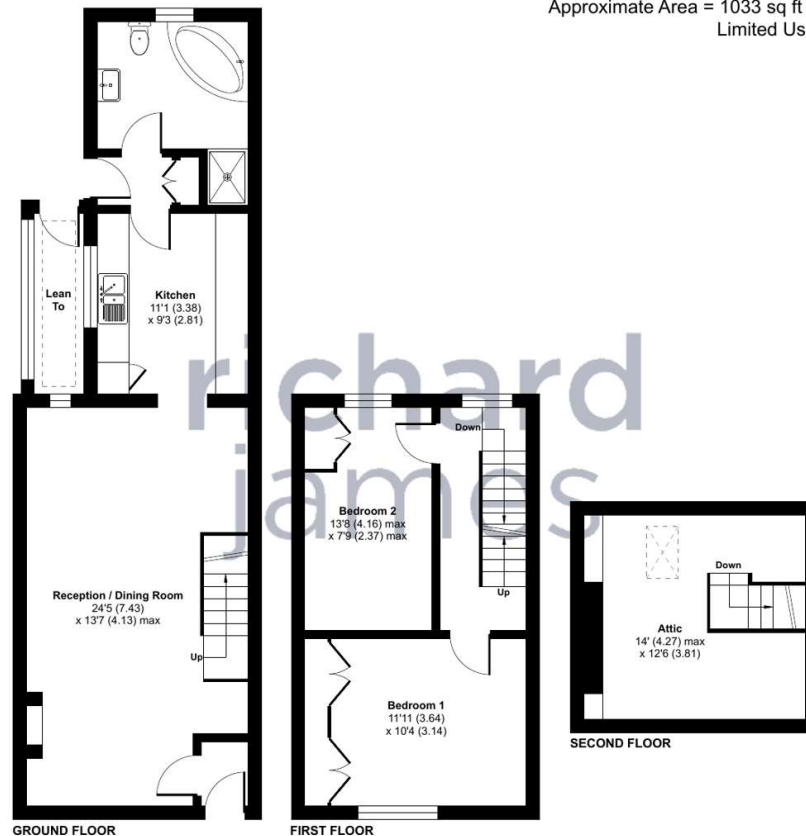 Approximate Area = 1033 sq ft
Limited Us
Lean
To
Kitchen
11'1 (3.38)
x 9'3 (2.81)
richard
james
Down
Bedroom 2
13'8 (4.16) max
x 7'9 (2.37) max
Up
Reception / Dining Room
24'5 (7.43)
x 13'7 (4.13) max
Up
Bedroom 1
11'11 (3.64)
x 10'4 (3.14)
Down
Attic
14' (4.27) max
x 12'6 (3.81)
SECOND FLOOR
GROUND FLOOR
FIRST FLOOR